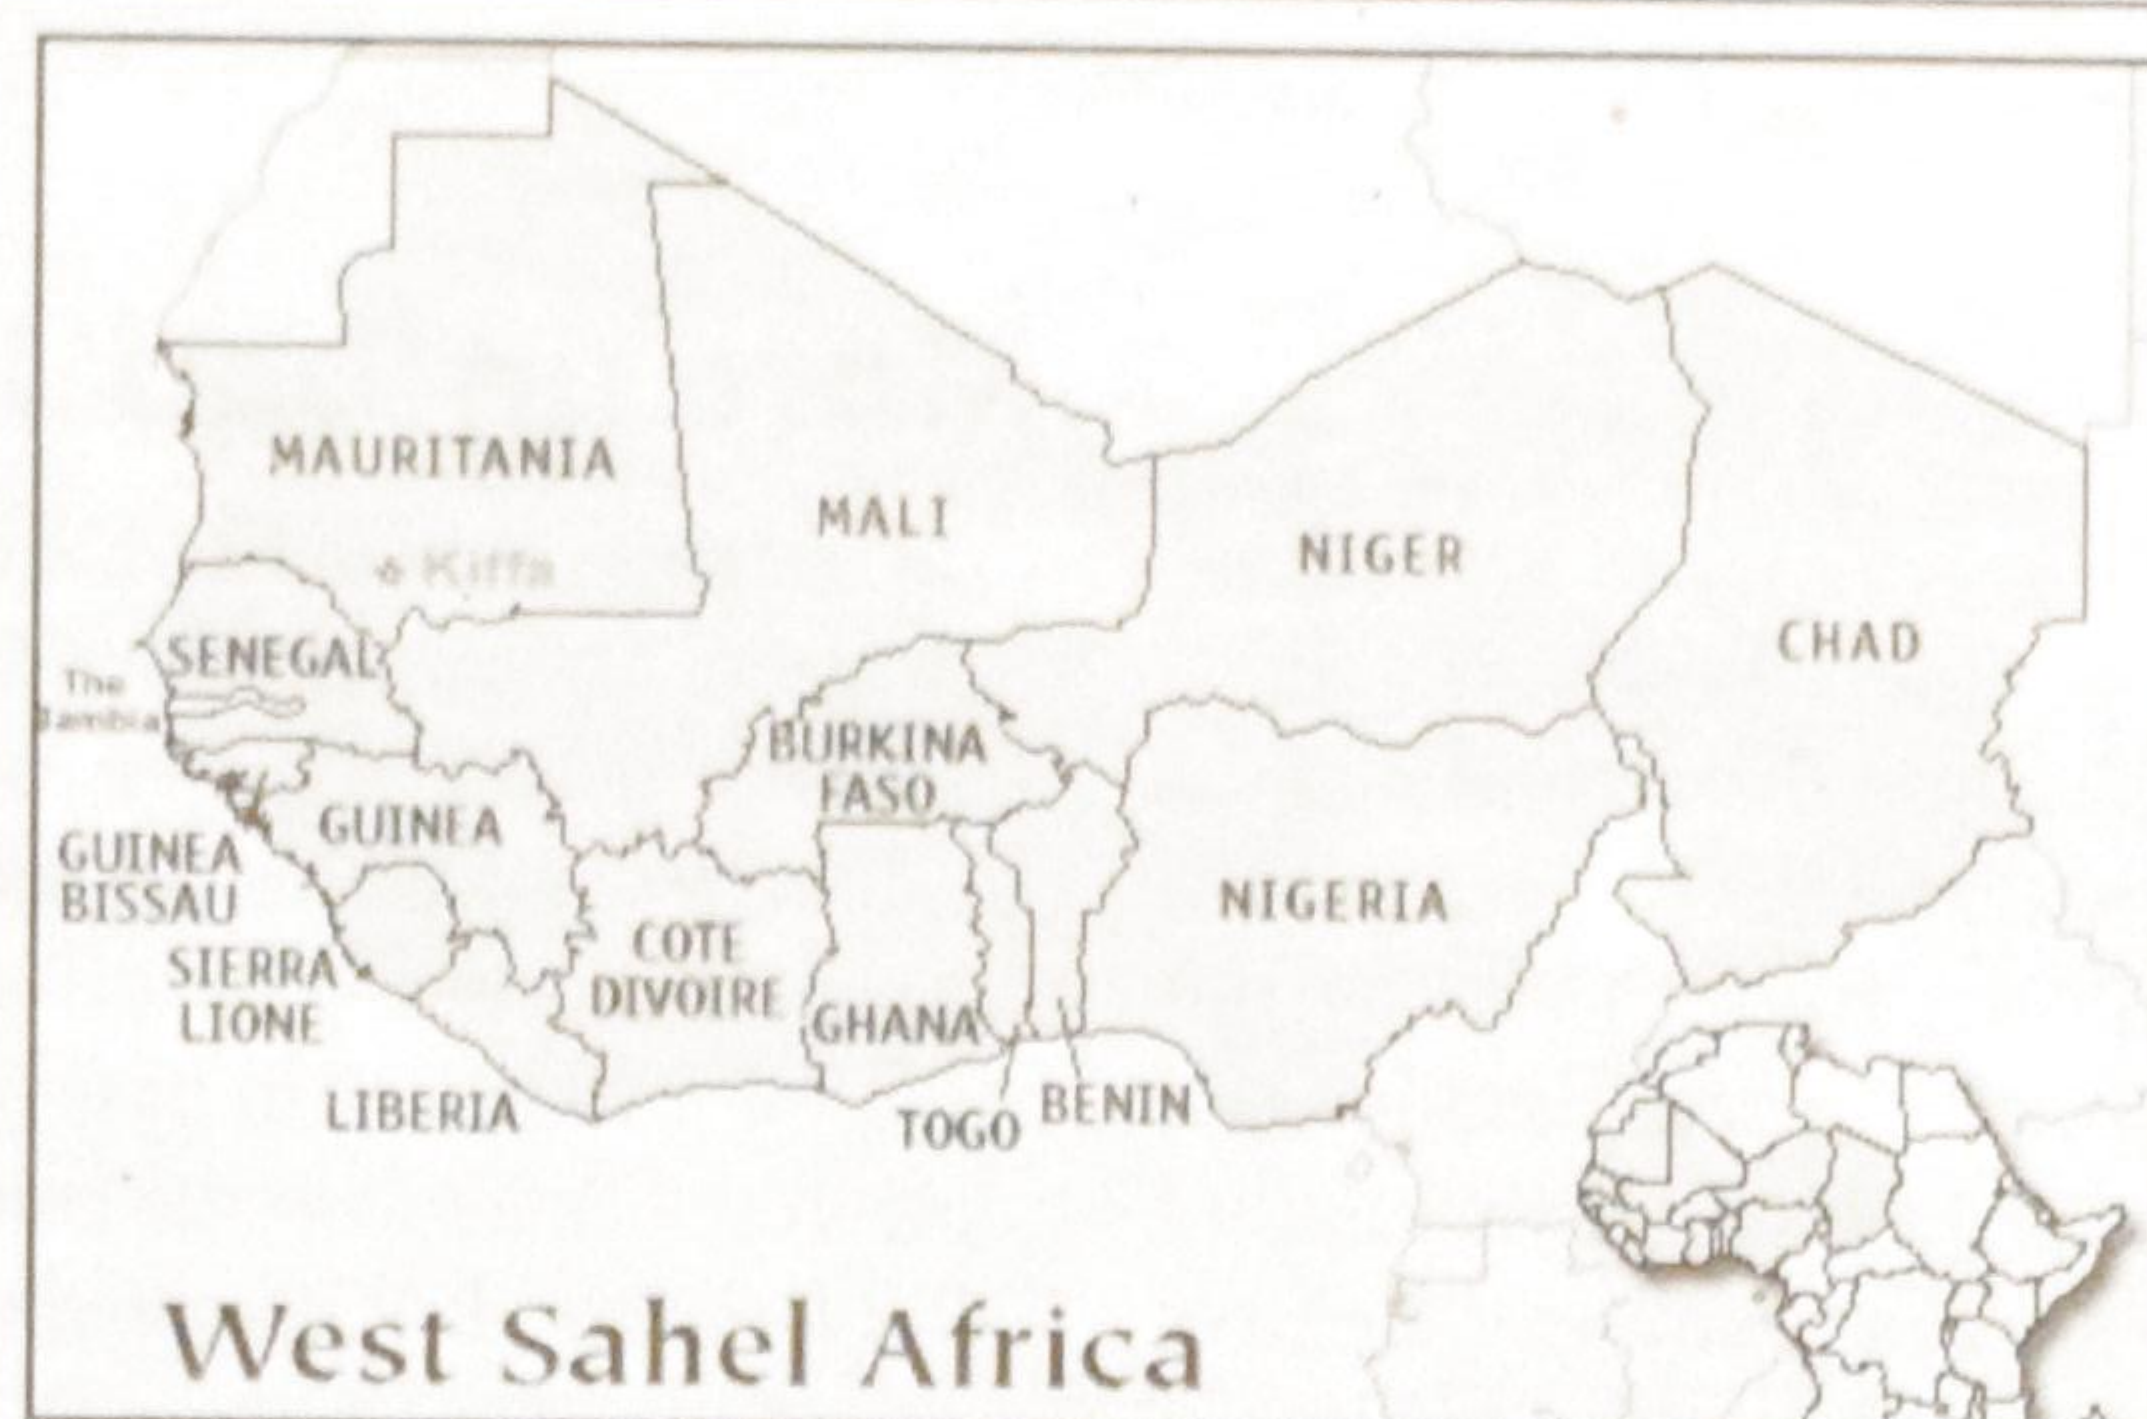 MAURITANIA
MALI
Kiffa
NIGER
CHAD
SENEGAL
The
Gambia
BURKINA
FASO
GUINEA
GUINEA
BISSAU
NIGERIA
COTE
DIVOIRE
SIERRA
LIONE
GHANA
LIBERIA
TOGO
BENIN
West Sahel Africa